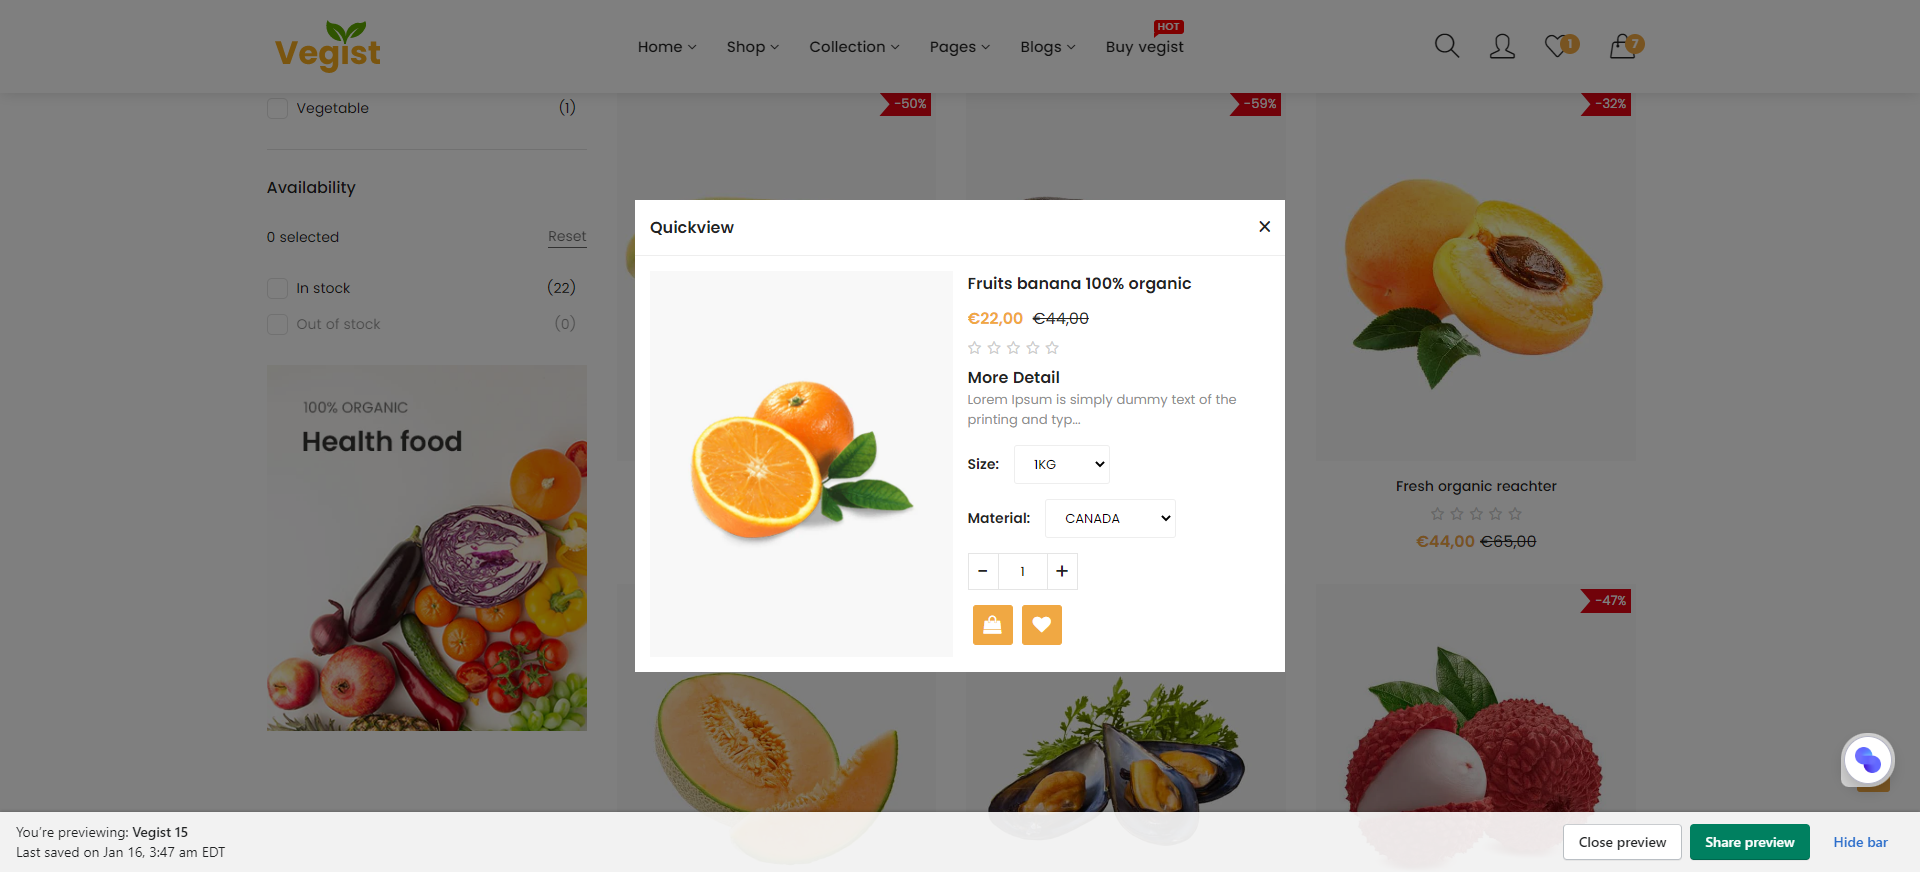 Vegist
Home
Shop
Collection
Pages
Blogs
Buy vegist
HOT
1
7
Vegetable (1)
Availability
0 selected Reset
In stock (22)
Out of stock (0)
100% ORGANIC
Health food
-50%
-59%
-32%
Quickview
Fruits banana 100% organic
€22,00 €44,00
More Detail
Lorem Ipsum is simply dummy text of the
printing and typ...
Size: 1KG
Material: CANADA
- 1 +
Fresh organic reachter
€44,00 €65,00
-47%
You're previewing: Vegist 15
Last saved on Jan 16, 3:47 am EDT
Close preview
Share preview
Hide bar